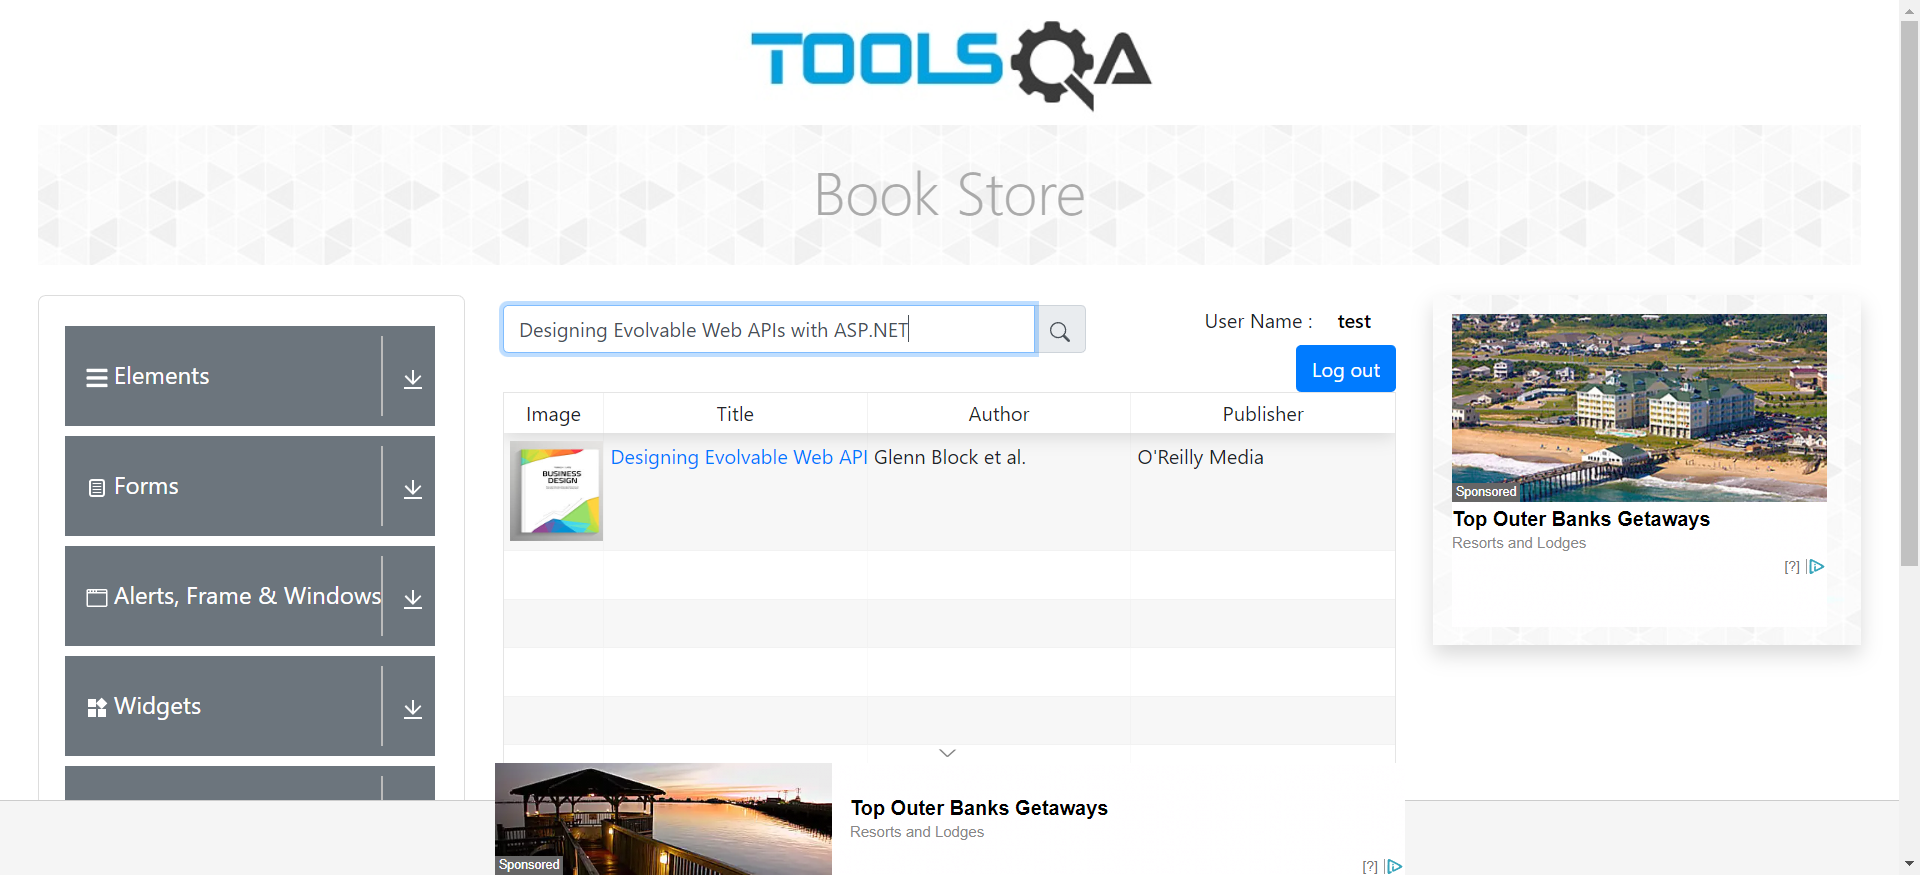 TOOLSQA
Book Store
Elements
Forms
Alerts, Frame & Windows
Widgets
Designing Evolvable Web APIs with ASP.NET
User Name : test
Log out
Image Title Author Publisher
BUSINESS
DESIGN
Designing Evolvable Web API Glenn Block et al. O'Reilly Media
Sponsored
Top Outer Banks Getaways
Resorts and Lodges
[?]
Sponsored
Top Outer Banks Getaways
Resorts and Lodges
[?]